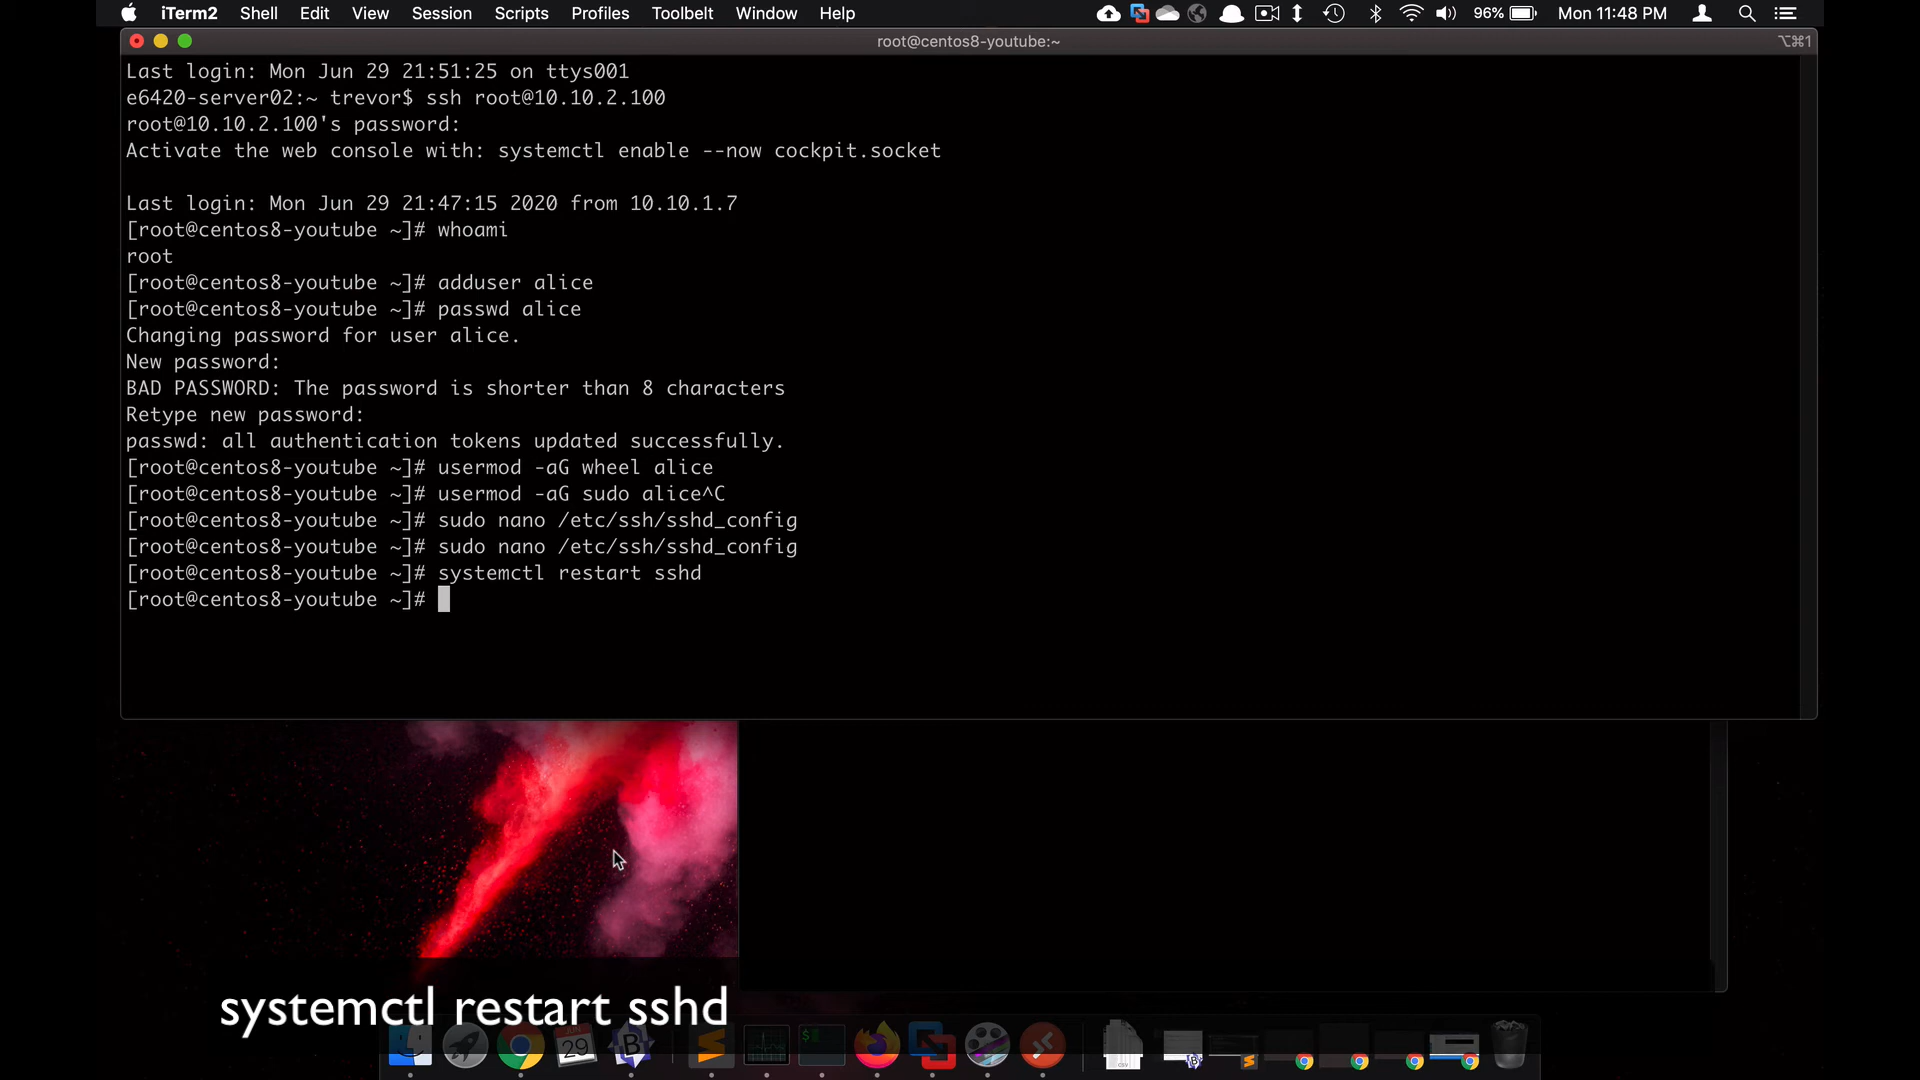 iTerm2 Shell Edit View Session Scripts Profiles Toolbelt Window Help 96% Mon 11:48 PM
root@centos8-youtube:~ ⌥⌘1
Last login: Mon Jun 29 21:51:25 on ttys001
e6420-server02:~ trevor$ ssh root@10.10.2.100
root@10.10.2.100's password:
Activate the web console with: systemctl enable --now cockpit.socket
Last login: Mon Jun 29 21:47:15 2020 from 10.10.1.7
[root@centos8-youtube ~]# whoami
root
[root@centos8-youtube ~]# adduser alice
[root@centos8-youtube ~]# passwd alice
Changing password for user alice.
New password:
BAD PASSWORD: The password is shorter than 8 characters
Retype new password:
passwd: all authentication tokens updated successfully.
[root@centos8-youtube ~]# usermod -aG wheel alice
[root@centos8-youtube ~]# usermod -aG sudo alice^C
[root@centos8-youtube ~]# sudo nano /etc/ssh/sshd_config
[root@centos8-youtube ~]# sudo nano /etc/ssh/sshd_config
[root@centos8-youtube ~]# systemctl restart sshd
[root@centos8-youtube ~]#
systemctl restart sshd
29 B